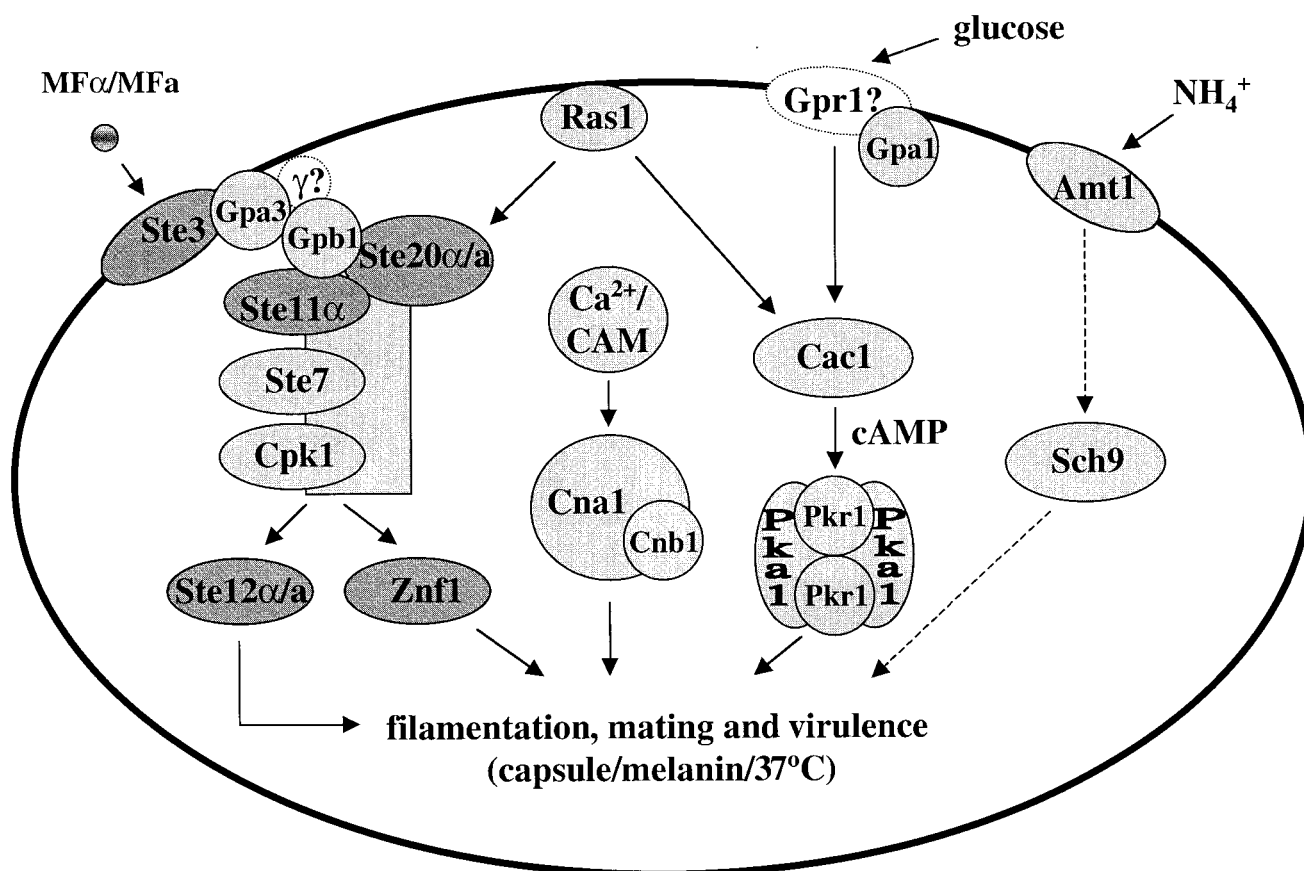 glucose
MFα/MFa
Gpr1?
NH₄⁺
Ras1
Gpa1
γ?
Gpa3
Amt1
Ste3
Gpb1
Ste20α/a
Ste11α
Ca²⁺/
CAM
Cac1
Ste7
cAMP
Cpk1
Sch9
Cna1
Cnb1
Pka1
Pkr1
Pka1
Pkr1
Ste12α/a
Znf1
filamentation, mating and virulence
(capsule/melanin/37ºC)